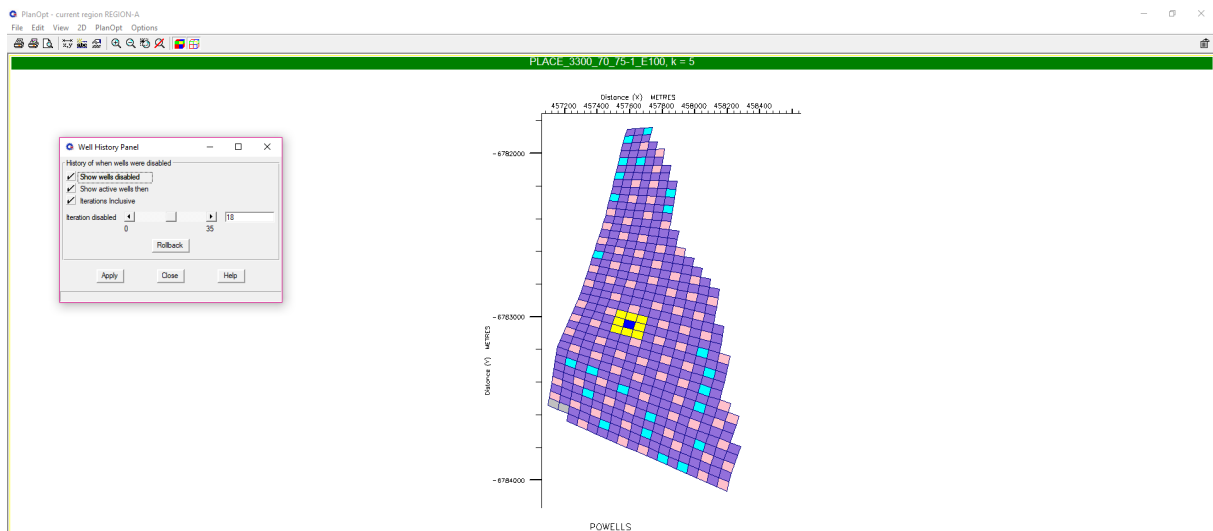 PlanOpt - current region REGION-A
File Edit View 2D PlanOpt Options
PLACE_3300_70_75-1_E100, k = 5
Distance (X) METRES
457200 457400 457600 457800 458000 458200 458400
Well History Panel
History of when wells were disabled
Show wells disabled
Show active wells then
Iterations Inclusive
Iteration disabled 18
0 35
Rollback
Apply Close Help
-6782000
-6783000
Distance (Y) METRES
-6784000
POWELLS